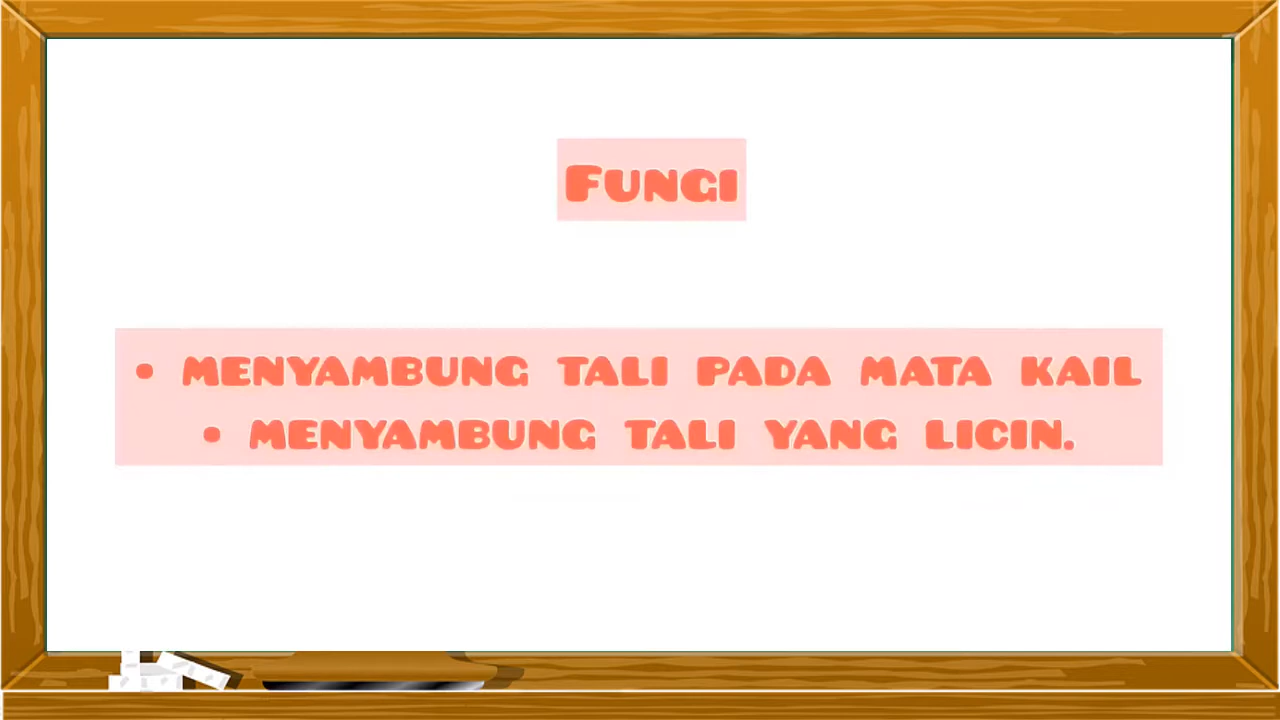 Fungi
• MENYAMBUNG TALI PADA MATA KAIL
• MENYAMBUNG TALI YANG LICIN.